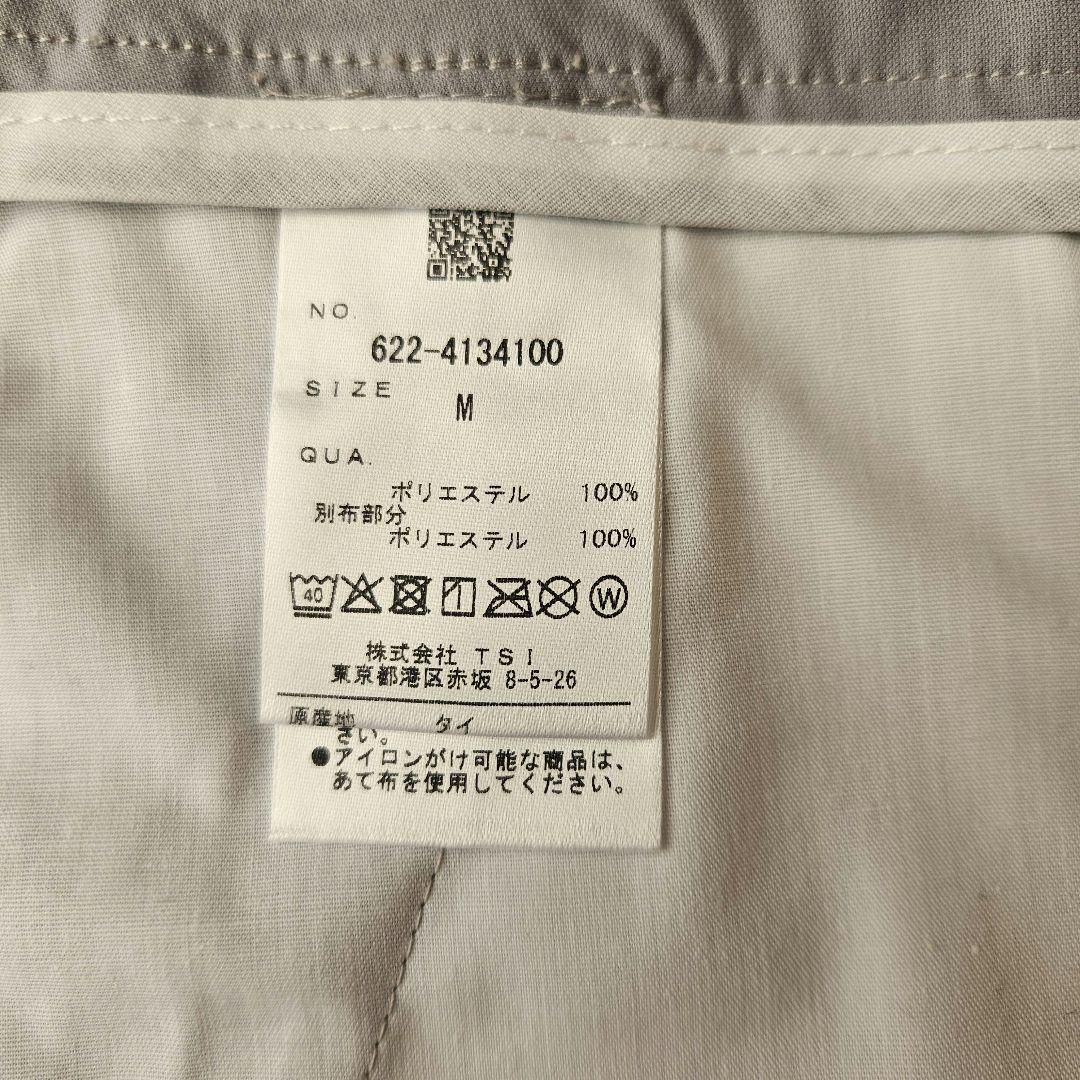 NO.
622-4134100
SIZE
M
QUA.
ポリエステル 100%
別布部分
ポリエステル 100%
40
W
株式会社 TSI
東京都港区赤坂 8-5-26
原産地 タイ
さい。
●アイロンがけ可能な商品は、
あて布を使用してください。